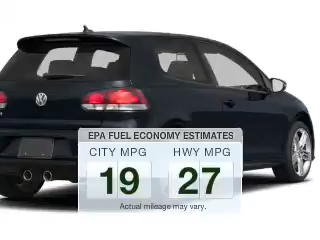 EPA FUEL ECONOMY ESTIMATES
CITY MPG HWY MPG
19 27
Actual mileage may vary.